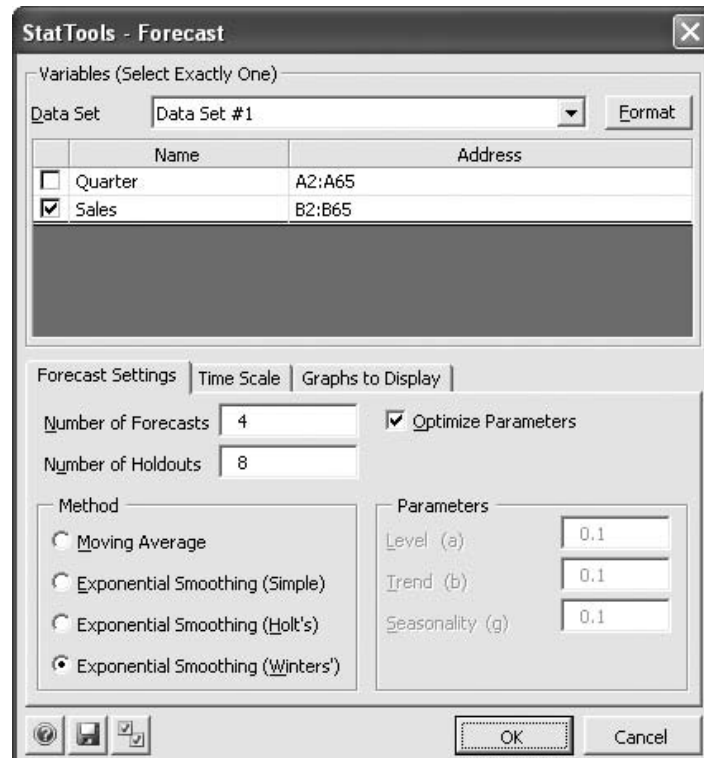 StatTools - Forecast
Variables (Select Exactly One)
Data Set Data Set #1 Format
Name Address
Quarter A2:A65
Sales B2:B65
Forecast Settings Time Scale Graphs to Display
Number of Forecasts 4 Optimize Parameters
Number of Holdouts 8
Method Parameters
Moving Average Level (a) 0.1
Exponential Smoothing (Simple) Trend (b) 0.1
Exponential Smoothing (Holt's) Seasonality (g) 0.1
Exponential Smoothing (Winters')
OK Cancel